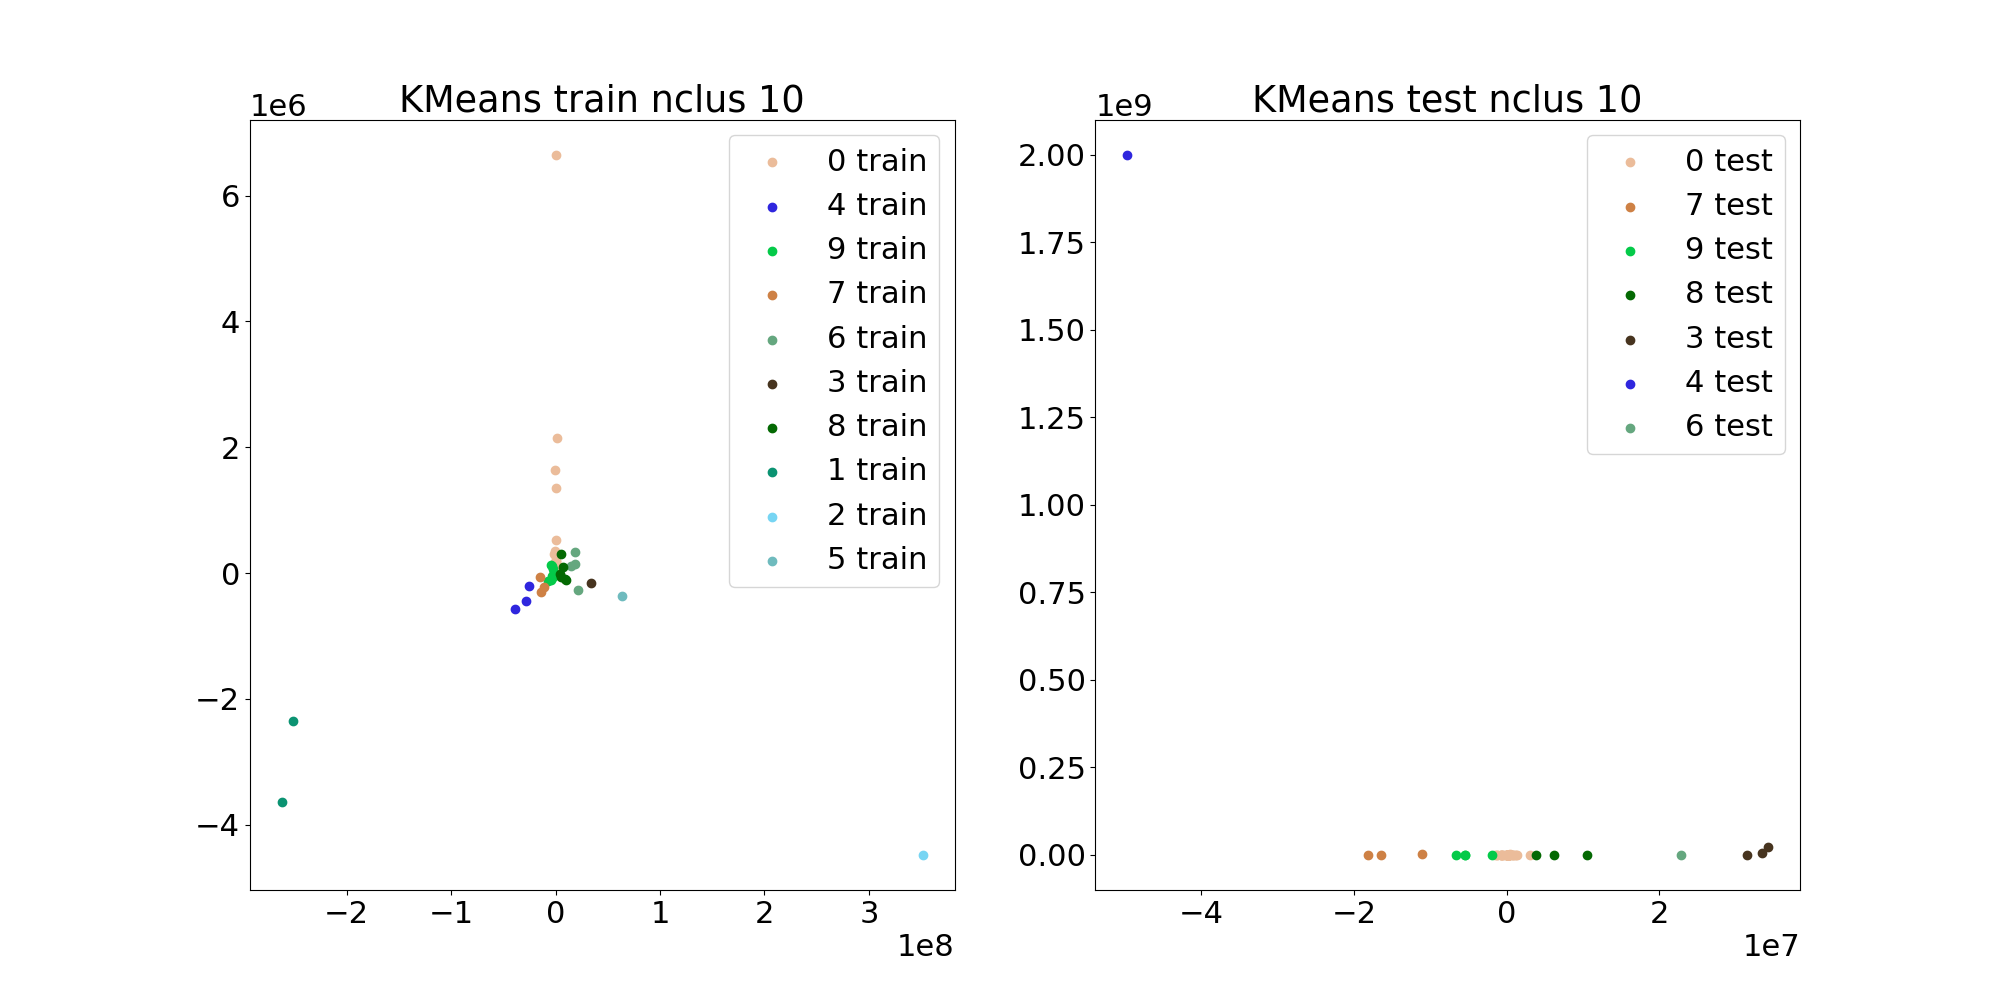 KMeans train nclus 10
1e6
6
4
2
0
−2
−4
−2
−1
0
1
2
3
1e8
0 train
4 train
9 train
7 train
6 train
3 train
8 train
1 train
2 train
5 train
KMeans test nclus 10
1e9
2.00
1.75
1.50
1.25
1.00
0.75
0.50
0.25
0.00
−4
−2
0
2
1e7
0 test
7 test
9 test
8 test
3 test
4 test
6 test